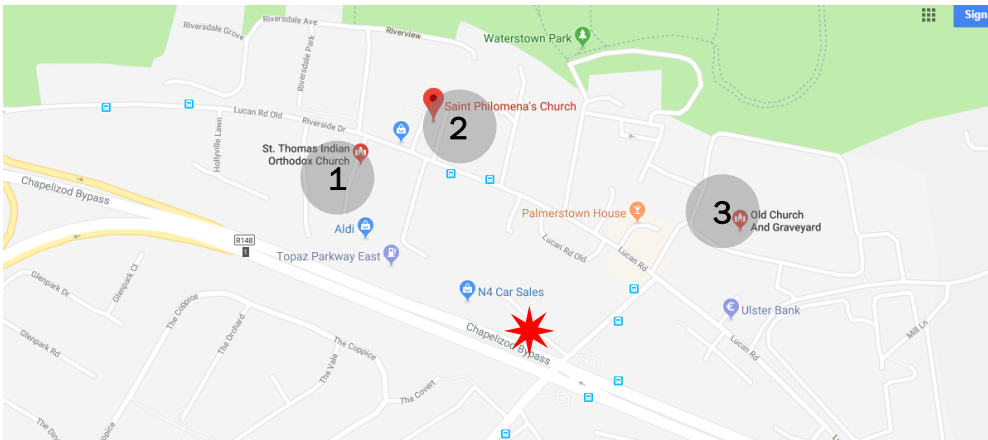 Riversdale Ave
Riversdale Grove
Riverview
Riversdale Park
Waterstown Park
Sign
Saint Philomena's Church
2
Lucan Rd Old
Riverside Dr
Hollyville Lawn
St. Thomas Indian
Orthodox Church
1
Chapelizod Bypass
3
Old Church
And Graveyard
Palmerstown House
Aldi
R148
1
Topaz Parkway East
Lucan Rd Old
Lucan Rd
N4 Car Sales
Glenpark Dr
Glenpark Cl
The Coppice
The Orchard
Ulster Bank
Mill Ln
Chapelizod Bypass
Glenpark Rd
The Coppice
The Vale
Lucan Rd
The Covert